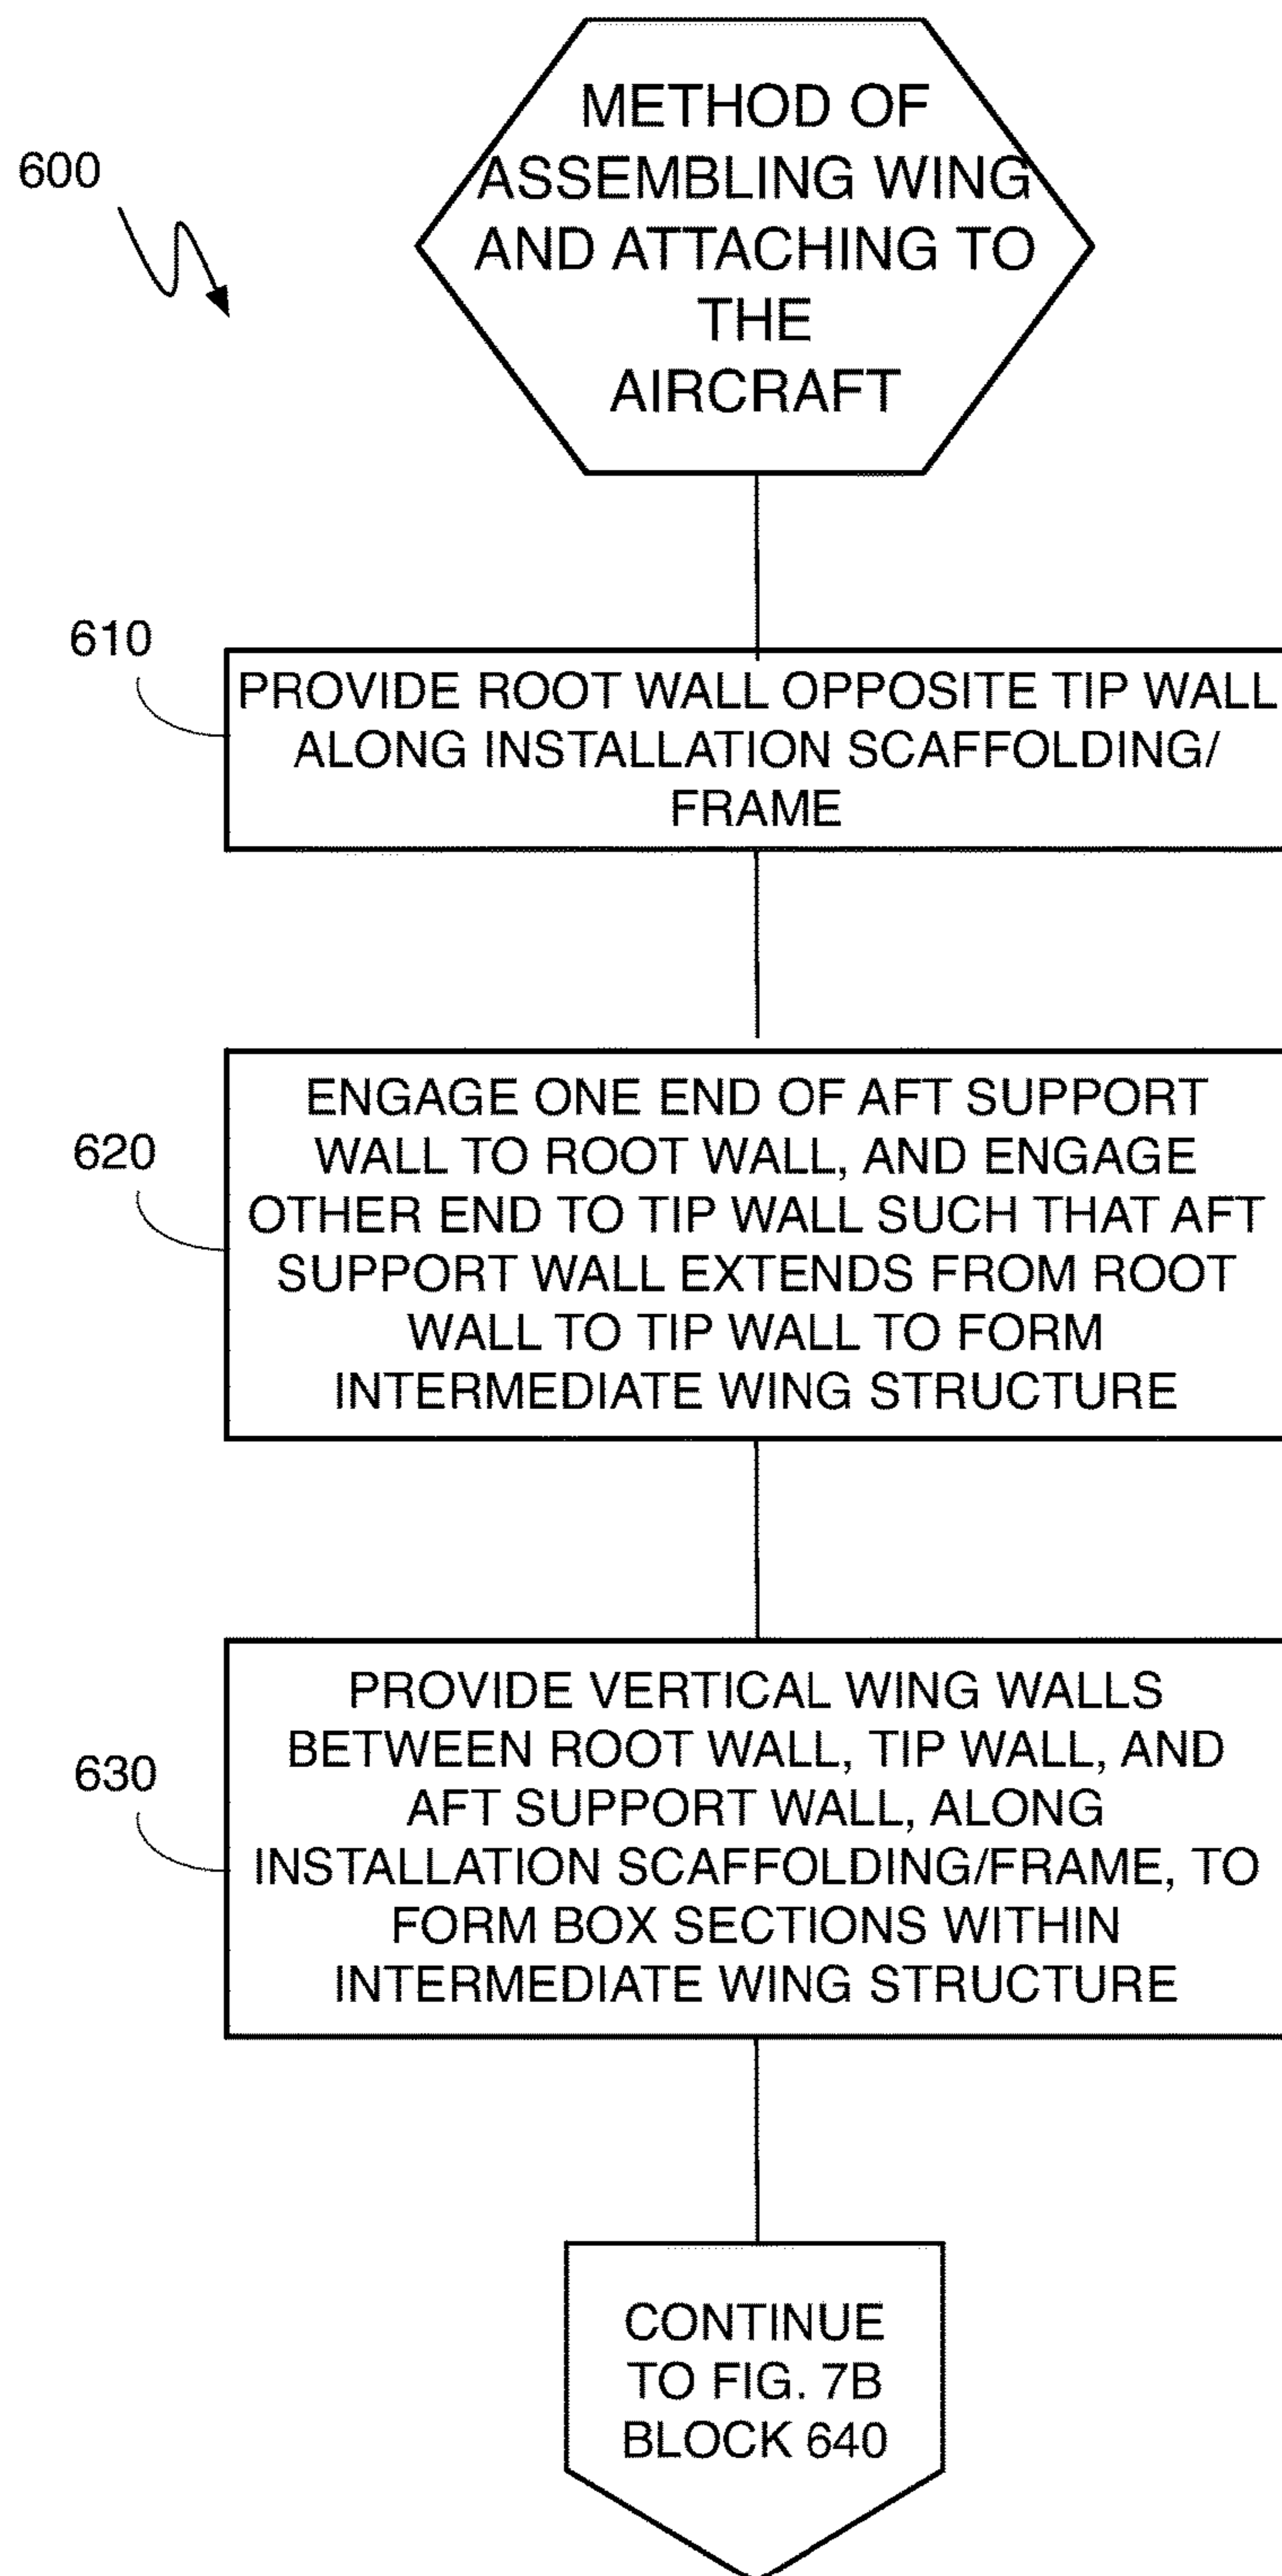 METHOD OF
ASSEMBLING WING
AND ATTACHING TO
THE
AIRCRAFT
600
610
PROVIDE ROOT WALL OPPOSITE TIP WALL
ALONG INSTALLATION SCAFFOLDING/
FRAME
620
ENGAGE ONE END OF AFT SUPPORT
WALL TO ROOT WALL, AND ENGAGE
OTHER END TO TIP WALL SUCH THAT AFT
SUPPORT WALL EXTENDS FROM ROOT
WALL TO TIP WALL TO FORM
INTERMEDIATE WING STRUCTURE
630
PROVIDE VERTICAL WING WALLS
BETWEEN ROOT WALL, TIP WALL, AND
AFT SUPPORT WALL, ALONG
INSTALLATION SCAFFOLDING/FRAME, TO
FORM BOX SECTIONS WITHIN
INTERMEDIATE WING STRUCTURE
CONTINUE
TO FIG. 7B
BLOCK 640